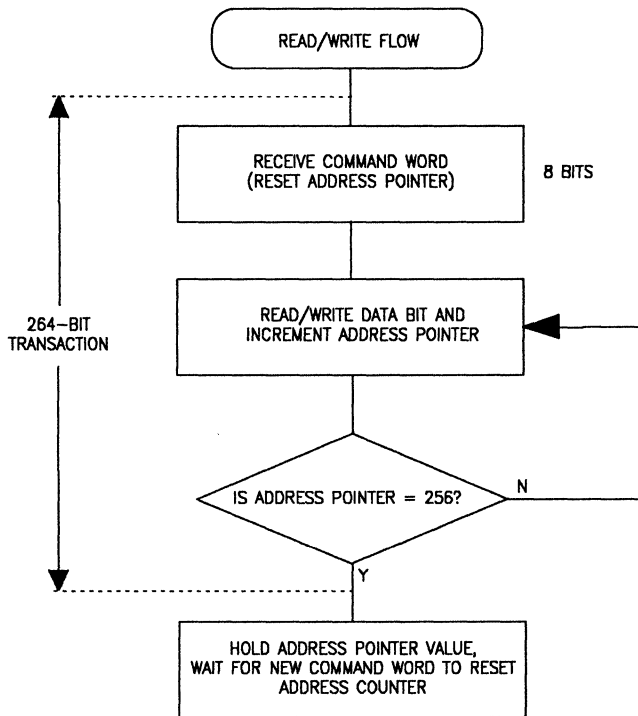 READ/WRITE FLOW
RECEIVE COMMAND WORD
(RESET ADDRESS POINTER)
8 BITS
READ/WRITE DATA BIT AND
INCREMENT ADDRESS POINTER
264-BIT
TRANSACTION
IS ADDRESS POINTER = 256?
N
Y
HOLD ADDRESS POINTER VALUE,
WAIT FOR NEW COMMAND WORD TO RESET
ADDRESS COUNTER